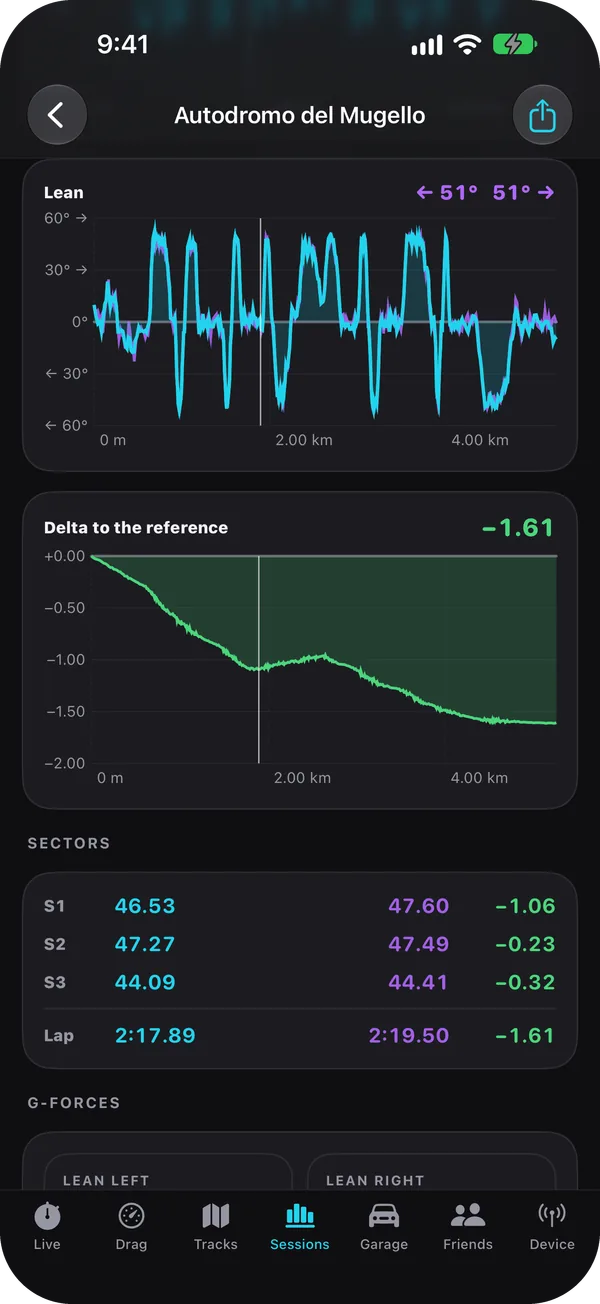 9:41
Autodromo del Mugello
Lean ← 51° 51° →
60° →
30° →
0°
← 30°
← 60°
0 m 2.00 km 4.00 km
Delta to the reference −1.61
+0.00
−0.50
−1.00
−1.50
−2.00
0 m 2.00 km 4.00 km
SECTORS
S1 46.53 47.60 −1.06
S2 47.27 47.49 −0.23
S3 44.09 44.41 −0.32
Lap 2:17.89 2:19.50 −1.61
G-FORCES
LEAN LEFT LEAN RIGHT
Live Drag Tracks Sessions Garage Friends Device